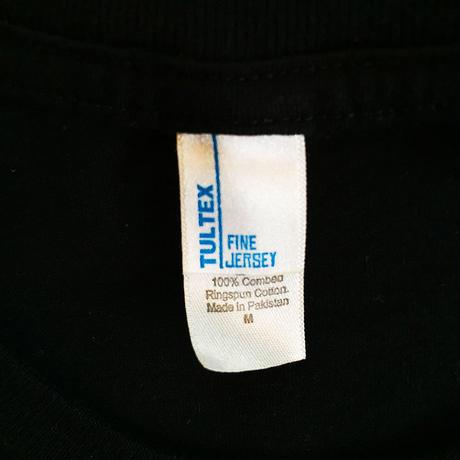 TULTEX
FINE
JERSEY
100% Combed
Ringspun Cotton.
Made in Pakistan
M